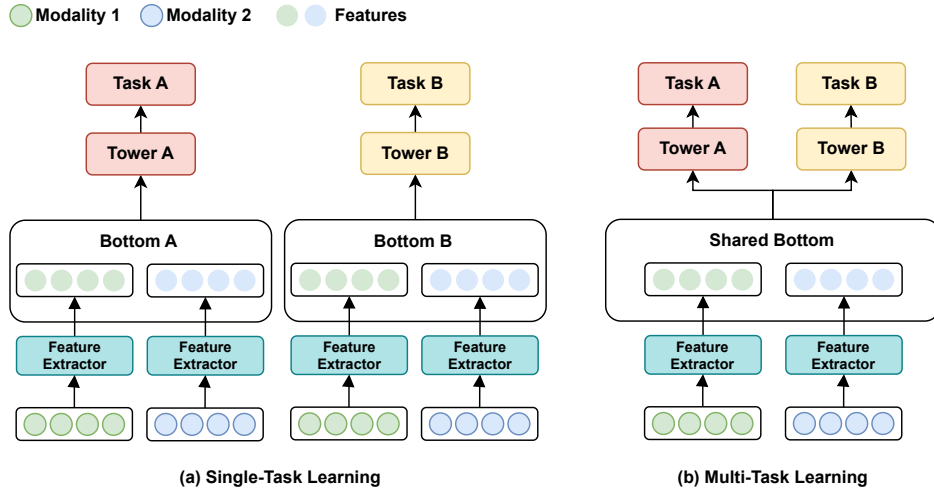 Modality 1 Modality 2 Features
Task A Task B Task A Task B
Tower A Tower B Tower A Tower B
Bottom A Bottom B Shared Bottom
Feature Extractor Feature Extractor Feature Extractor Feature Extractor Feature Extractor Feature Extractor
(a) Single-Task Learning (b) Multi-Task Learning